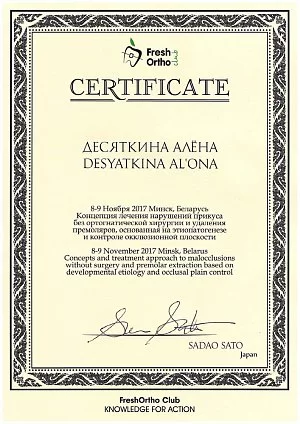 Fresh
Ortho
club
CERTIFICATE
ДЕСЯТКИНА АЛЁНА
DESYATKINA AL'ONA
8-9 Ноября 2017 Минск, Беларусь
Концепция лечения нарушений прикуса
без ортогнатической хирургии и удаления
премоляров, основанная на этиопатогенезе
и контроле окклюзионной плоскости
8-9 November 2017 Minsk, Belarus
Concepts and treatment approach to malocclusions
without surgery and premolar extraction based on
developmental etiology and occlusal plain control
SADAO SATO
Japan
FreshOrtho Club
KNOWLEDGE FOR ACTION